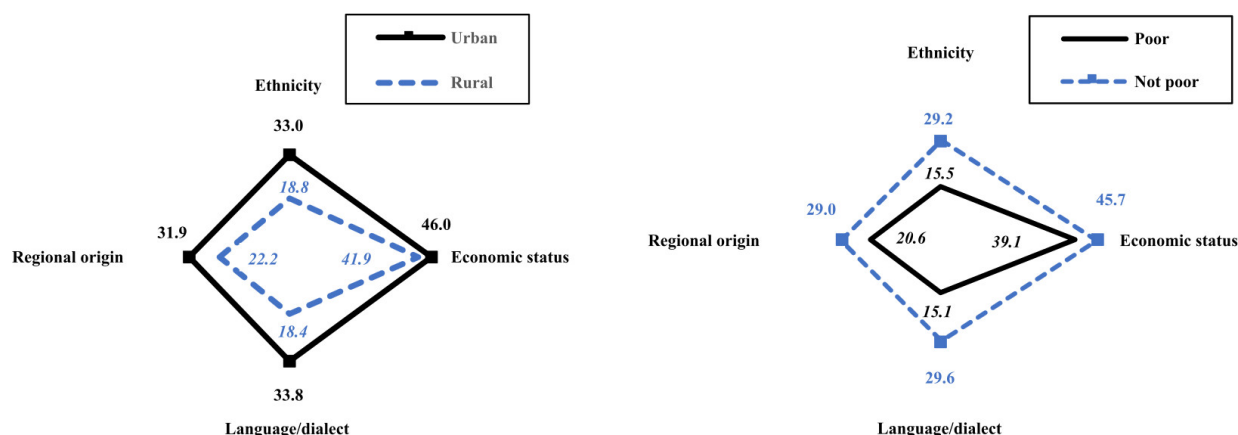 Urban
Rural
Ethnicity
33.0
18.8
31.9
46.0
Regional origin
22.2
41.9
Economic status
18.4
33.8
Language/dialect
Poor
Not poor
Ethnicity
29.2
15.5
29.0
45.7
Regional origin
20.6
39.1
Economic status
15.1
29.6
Language/dialect